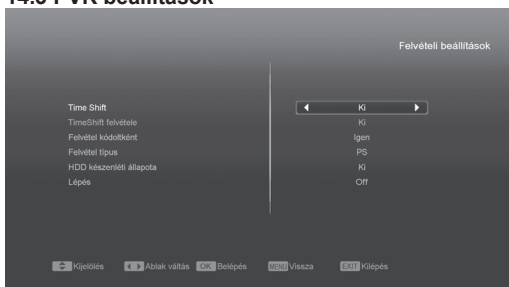 14.3 PVR beállítások
Felvételi beállítások
Time Shift Ki
TimeShift felvétele Ki
Felvétel kódoltként Igen
Felvétel típus PS
HDD készenléti állapota Ki
Lépés Off
Kijelölés Ablak váltás OK Belépés MENU Vissza EXIT Kilépés